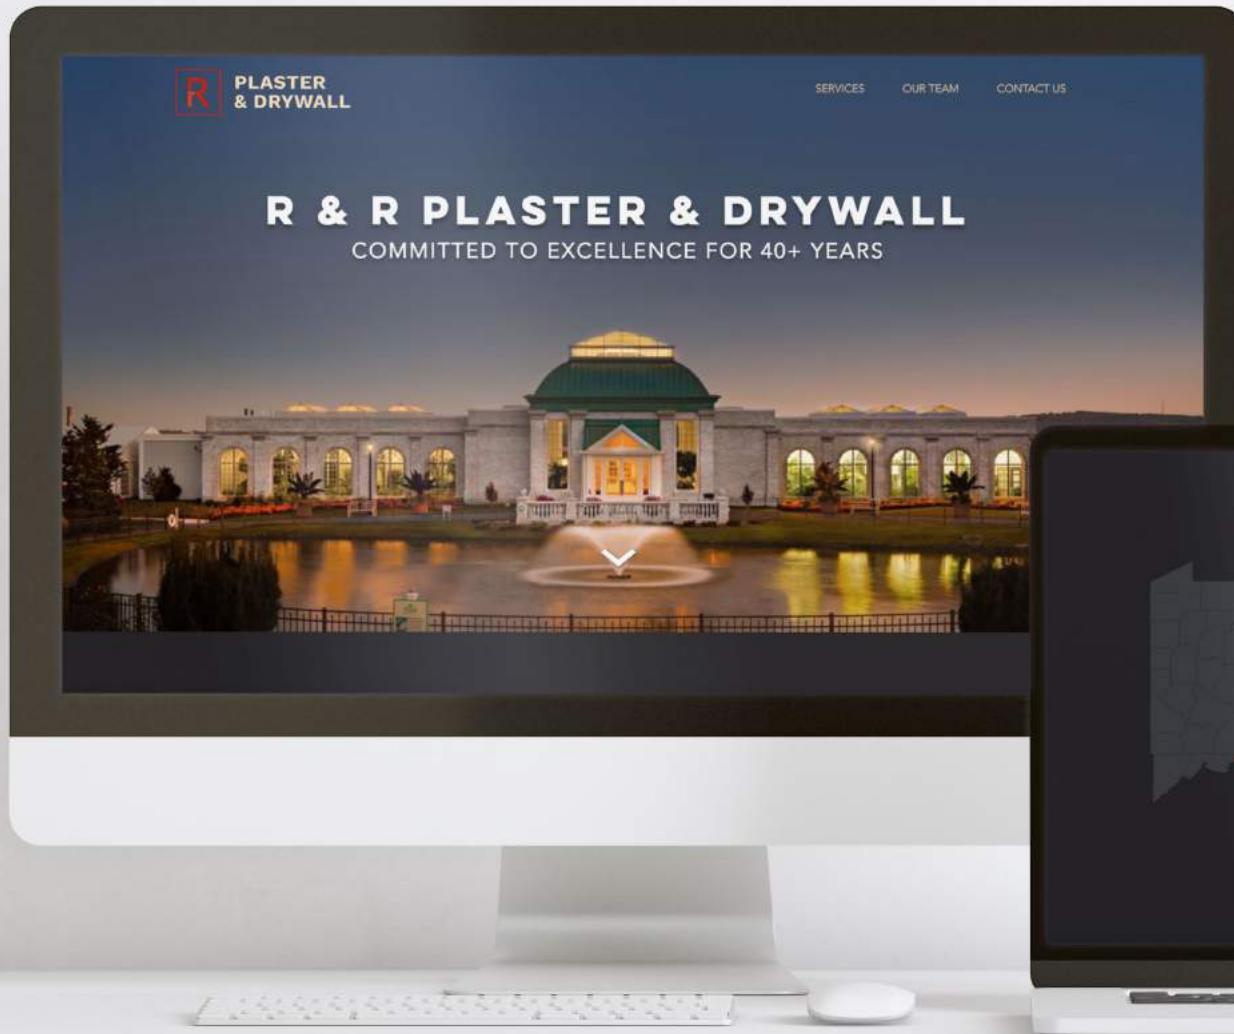 R
PLASTER
& DRYWALL
SERVICES
OUR TEAM
CONTACT US
R & R PLASTER & DRYWALL
COMMITTED TO EXCELLENCE FOR 40+ YEARS